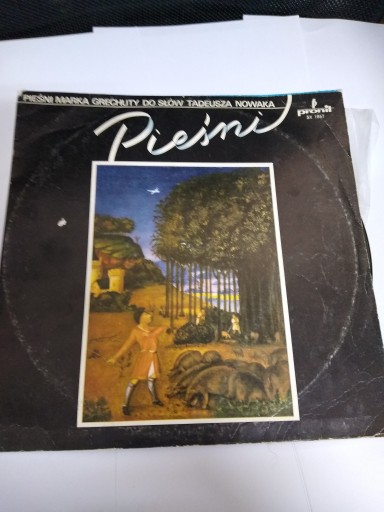 PIEŚNI MARKA GRECHUTY DO SŁÓW TADEUSZA NOWAKA
pronit
Pieśni